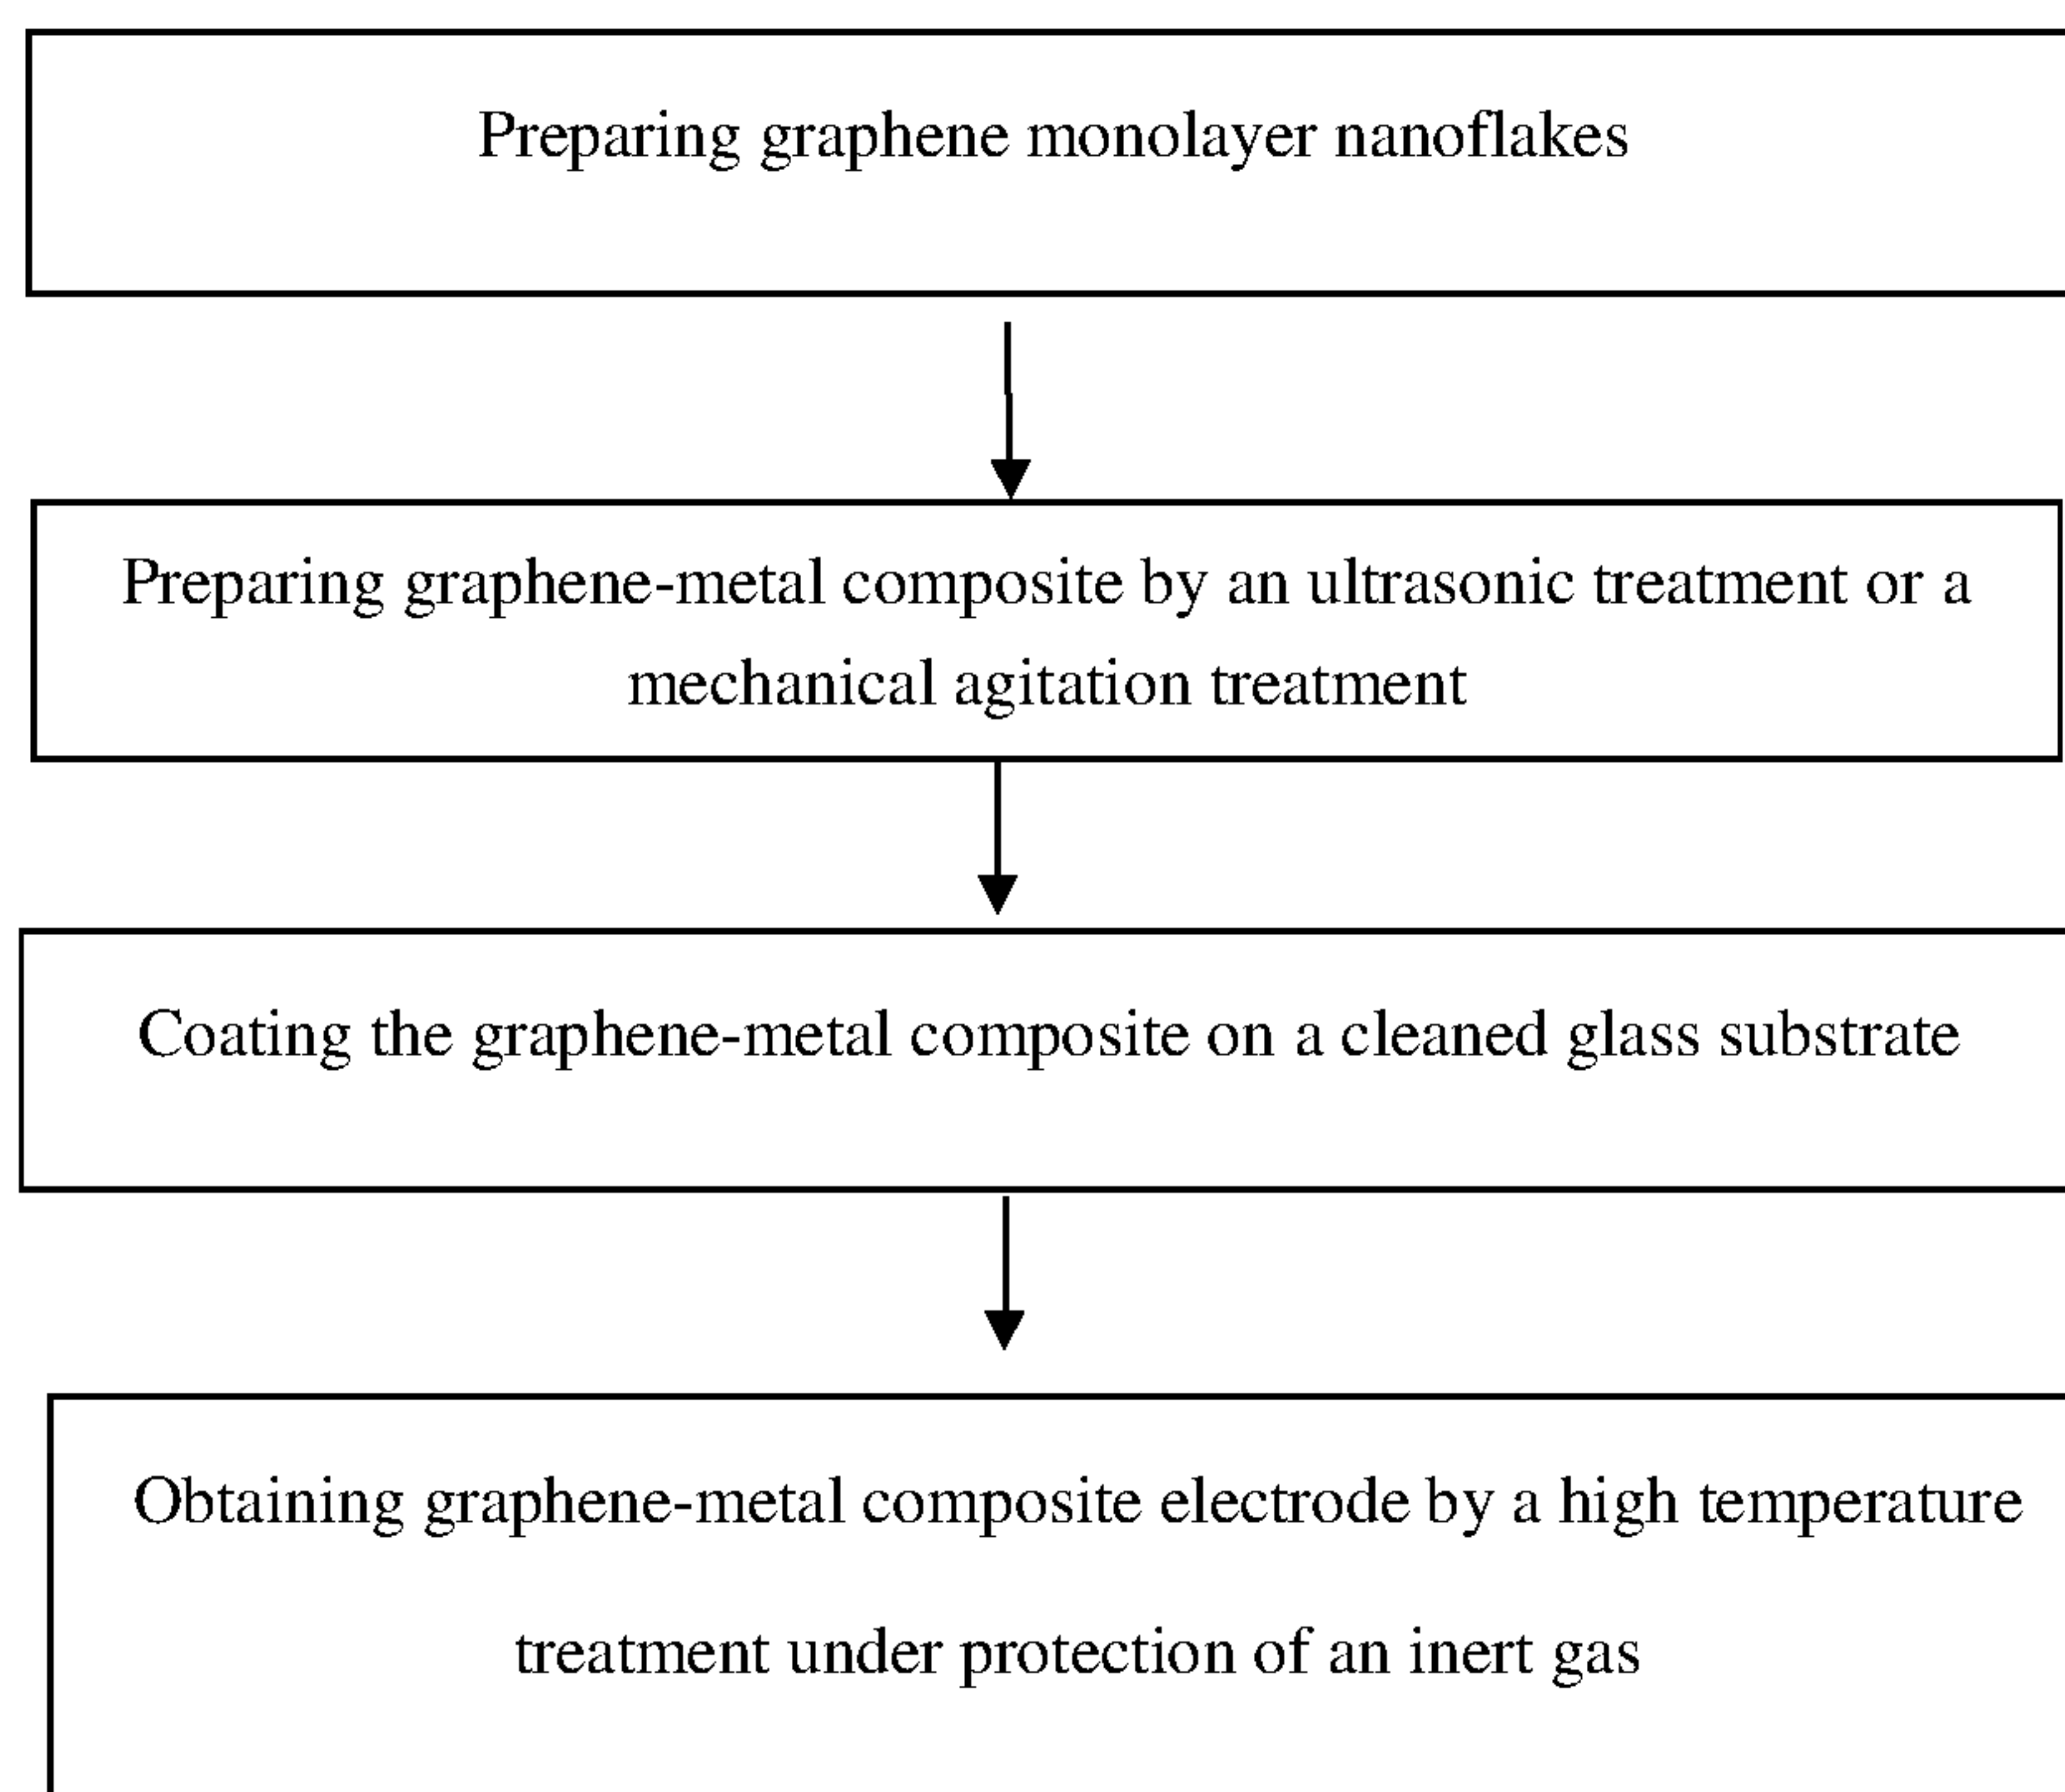 Preparing graphene monolayer nanoflakes
Preparing graphene-metal composite by an ultrasonic treatment or a
mechanical agitation treatment
Coating the graphene-metal composite on a cleaned glass substrate
Obtaining graphene-metal composite electrode by a high temperature
treatment under protection of an inert gas